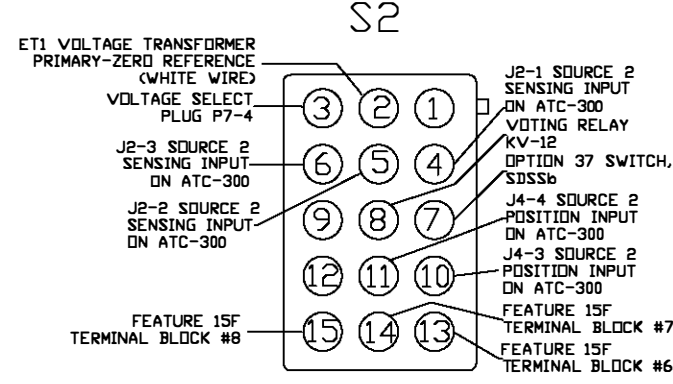 S2
ET1 VOLTAGE TRANSFORMER
PRIMARY-ZERO REFERENCE
(WHITE WIRE)
VOLTAGE SELECT
PLUG P7-4
J2-3 SOURCE 2
SENSING INPUT
ON ATC-300
J2-2 SOURCE 2
SENSING INPUT
ON ATC-300
FEATURE 15F
TERMINAL BLOCK #8
3 2 1
6 5 4
9 8 7
12 11 10
15 14 13
J2-1 SOURCE 2
SENSING INPUT
ON ATC-300
VOTING RELAY
KV-12
OPTION 37 SWITCH,
SDSSb
J4-4 SOURCE 2
POSITION INPUT
ON ATC-300
J4-3 SOURCE 2
POSITION INPUT
ON ATC-300
FEATURE 15F
TERMINAL BLOCK #7
FEATURE 15F
TERMINAL BLOCK #6